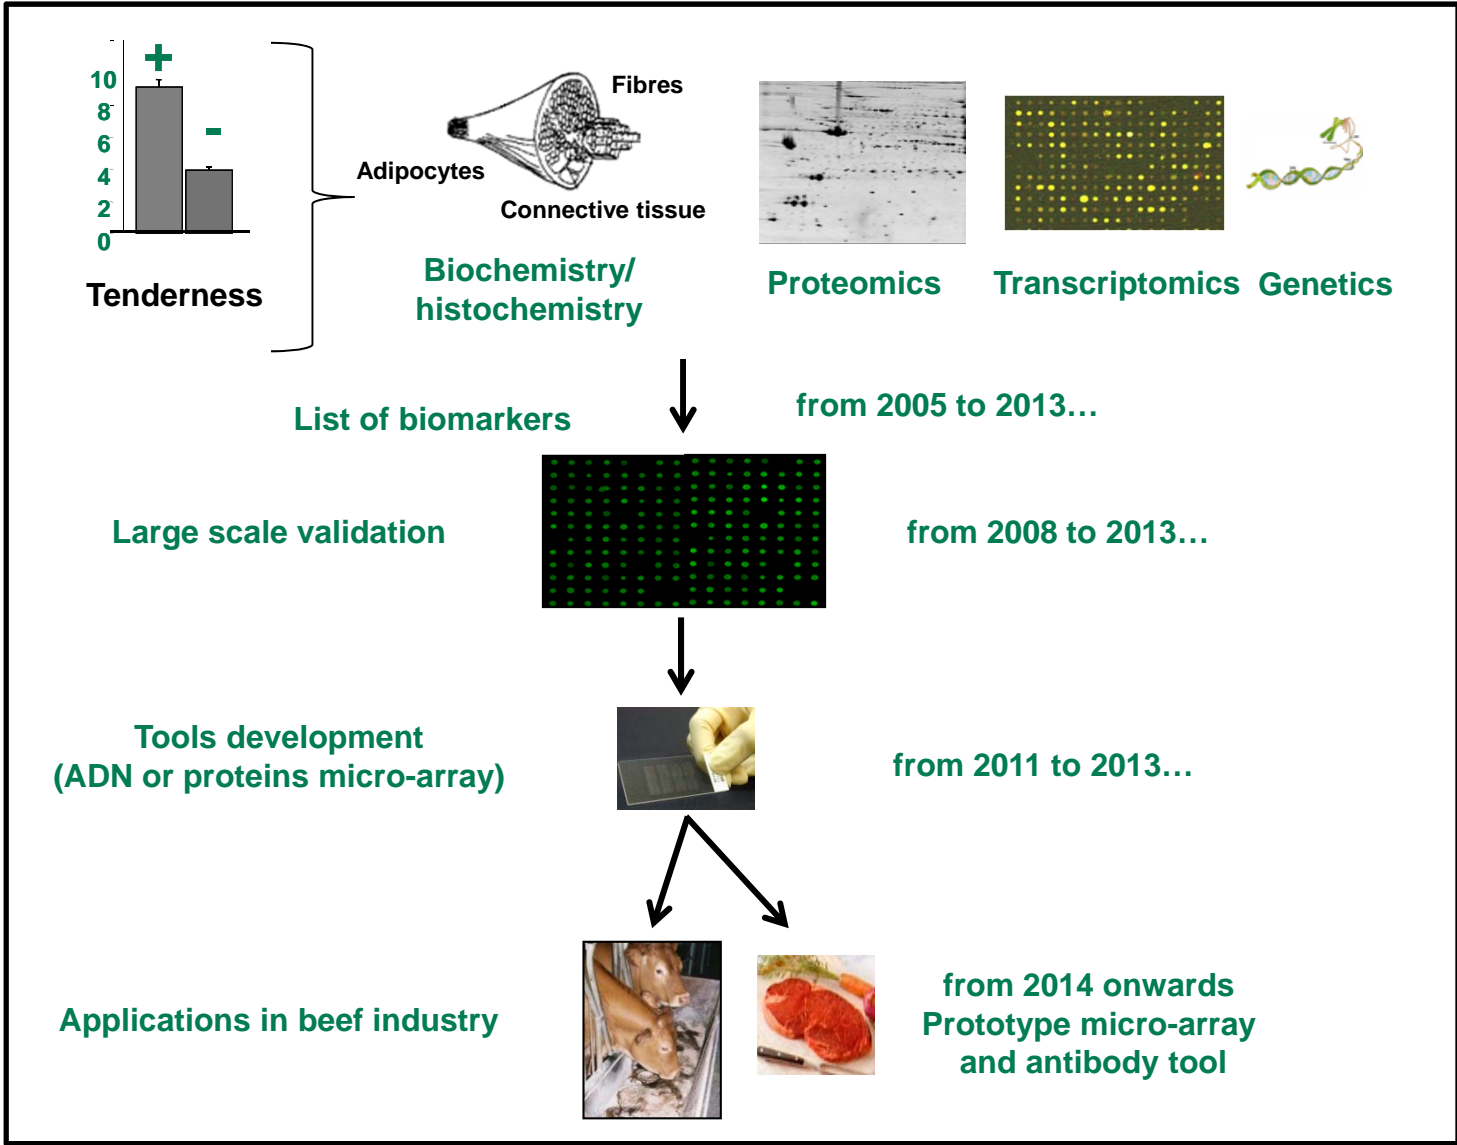 +
-
10
8
6
4
2
0
Tenderness
Fibres
Adipocytes
Connective tissue
Biochemistry/
histochemistry
Proteomics
Transcriptomics
Genetics
List of biomarkers
from 2005 to 2013…
Large scale validation
from 2008 to 2013…
Tools development
(ADN or proteins micro-array)
from 2011 to 2013…
Applications in beef industry
from 2014 onwards
Prototype micro-array
and antibody tool